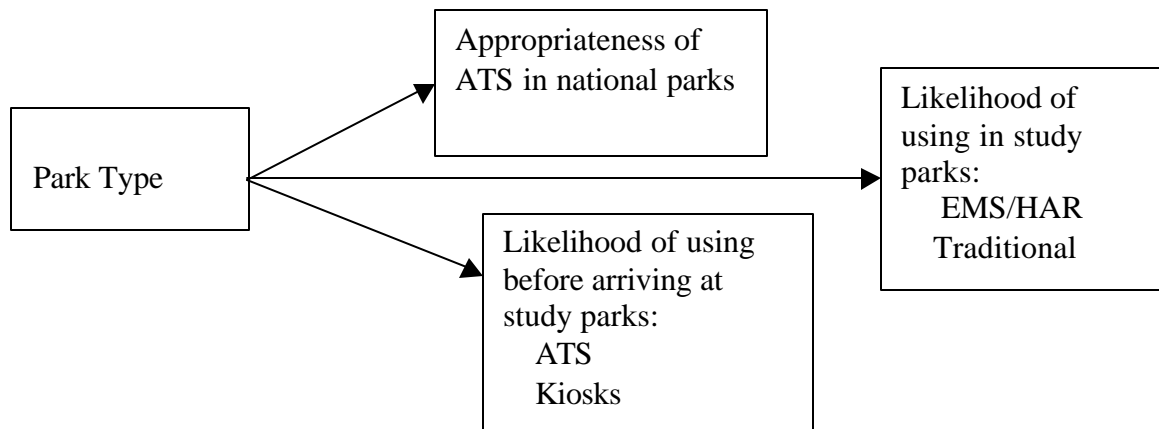 Park Type
Appropriateness of
ATS in national parks
Likelihood of using
before arriving at
study parks:
ATS
Kiosks
Likelihood of
using in study
parks:
EMS/HAR
Traditional